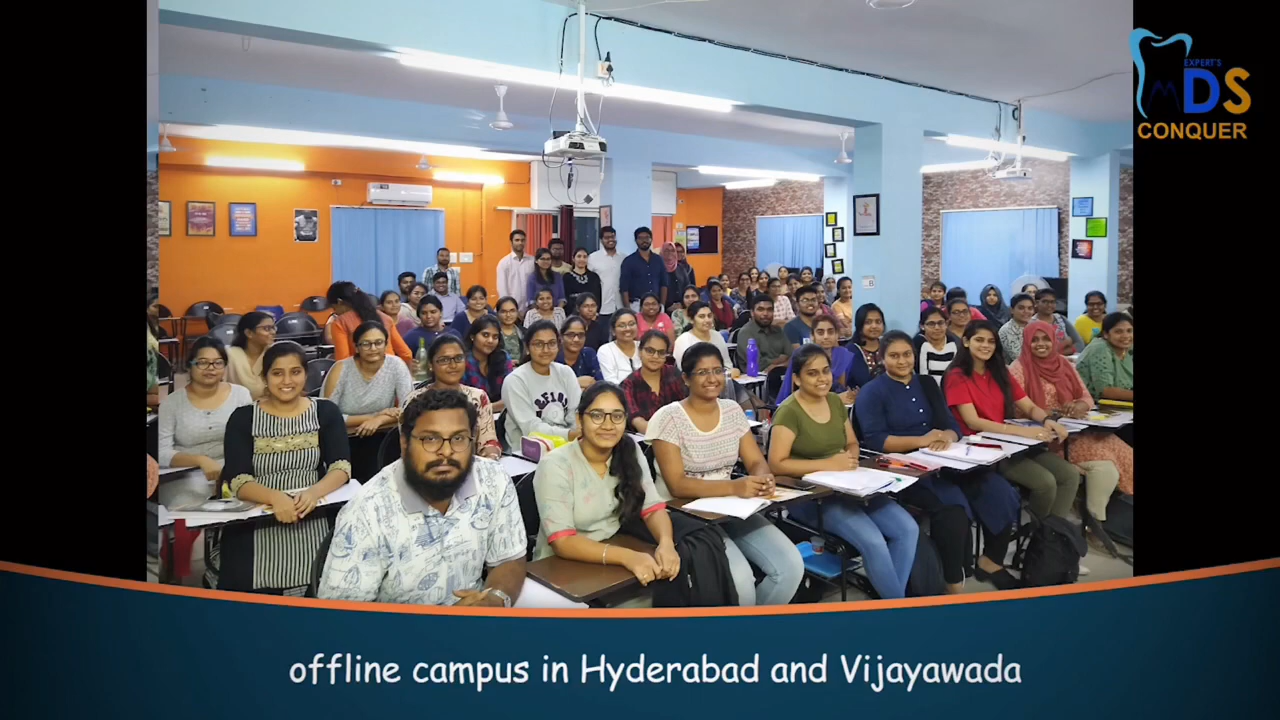 EXPERT'S
MDS
CONQUER
B
offline campus in Hyderabad and Vijayawada